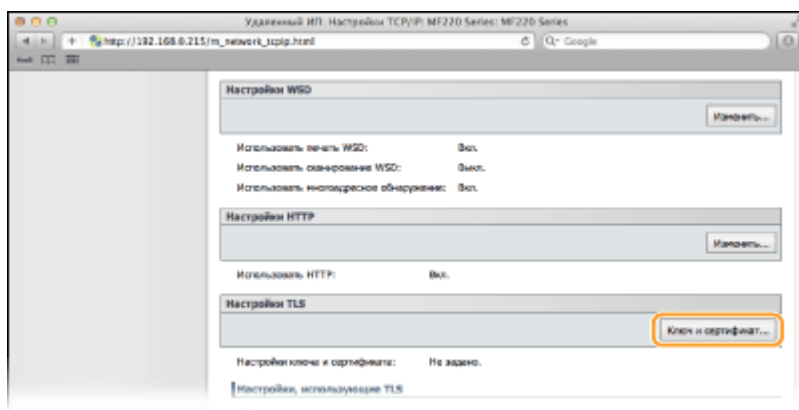 Удаленный ИП: Настройки TCP/IP: MF220 Series: MF220 Series
http://192.168.0.215/m_network_tcpip.html
Google
Настройки WSD
Изменить...
Использовать печать WSD: Вкл.
Использовать сканирование WSD: Выкл.
Использовать многоадресное обнаружение: Вкл.
Настройки HTTP
Изменить...
Использовать HTTP: Вкл.
Настройки TLS
Ключ и сертификат...
Настройки ключа и сертификата: Не задано.
Настройки, использующие TLS